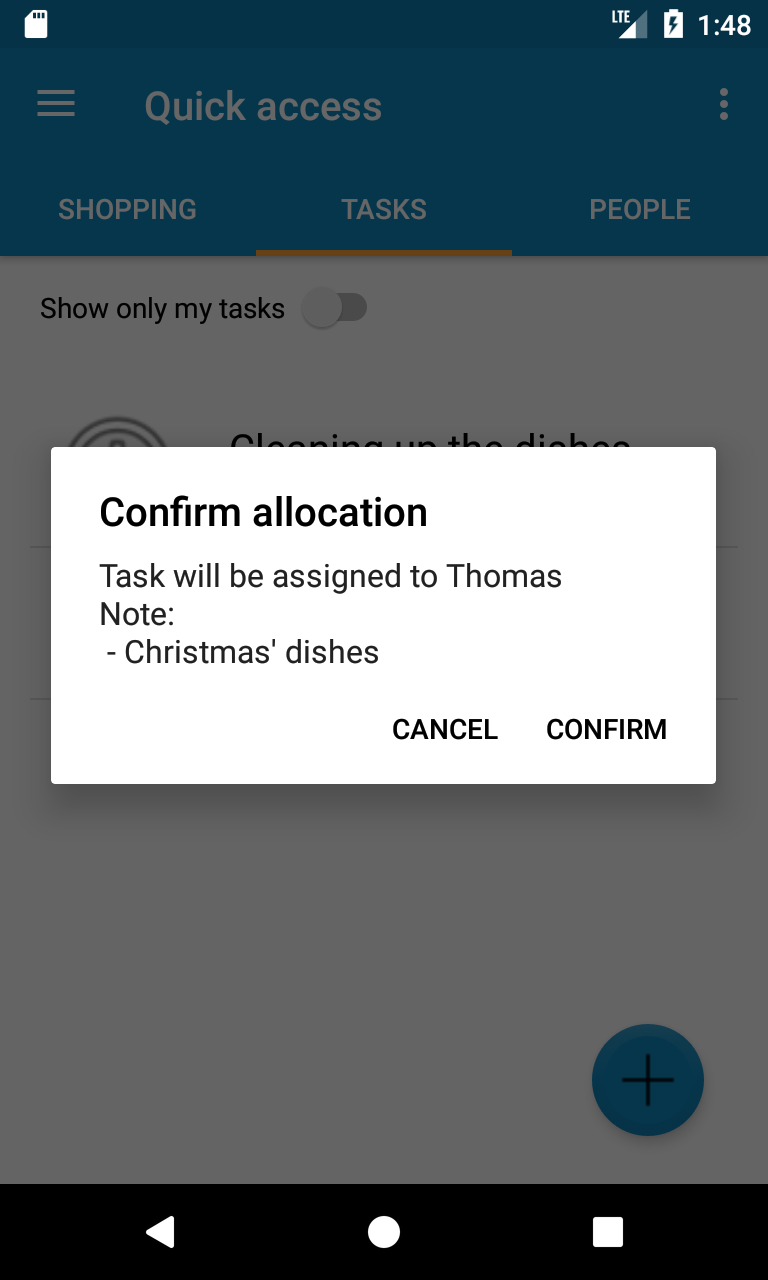 LTE 1:48
Quick access
SHOPPING TASKS PEOPLE
Show only my tasks
Cleaning up the dishes
Confirm allocation
Task will be assigned to Thomas
Note:
- Christmas' dishes
CANCEL CONFIRM